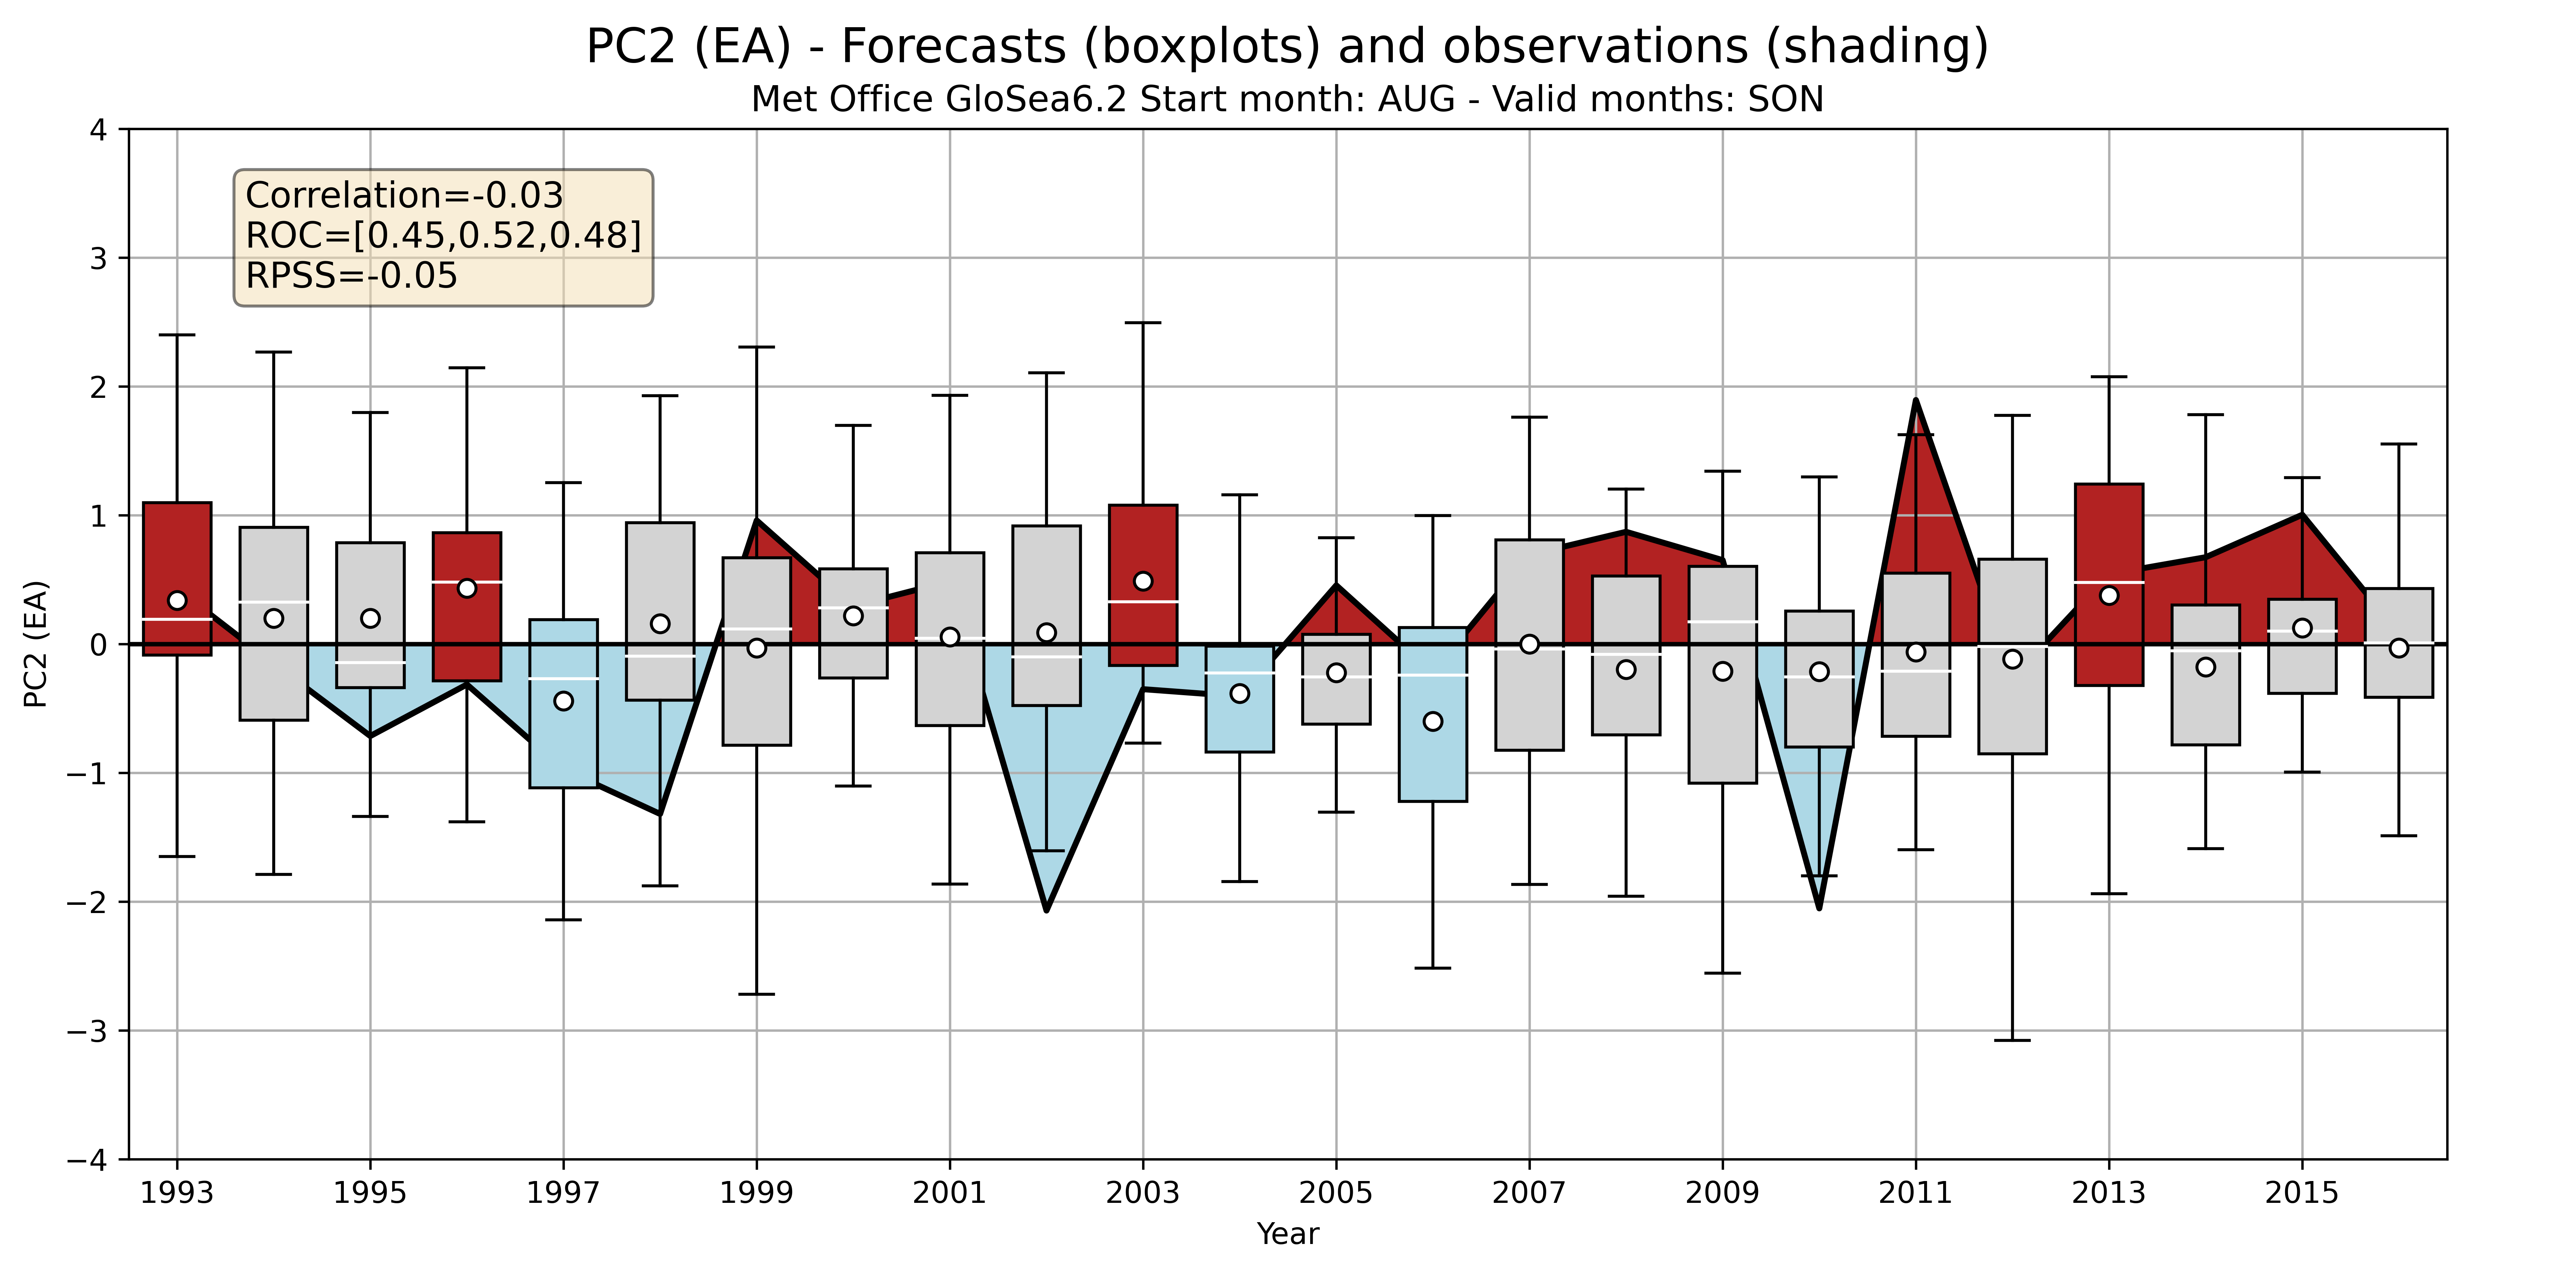 PC2 (EA) - Forecasts (boxplots) and observations (shading)
Met Office GloSea6.2 Start month: AUG - Valid months: SON
Correlation=-0.03
ROC=[0.45,0.52,0.48]
RPSS=-0.05
PC2 (EA)
4
3
2
1
0
−1
−2
−3
−4
1993 1995 1997 1999 2001 2003 2005 2007 2009 2011 2013 2015
Year